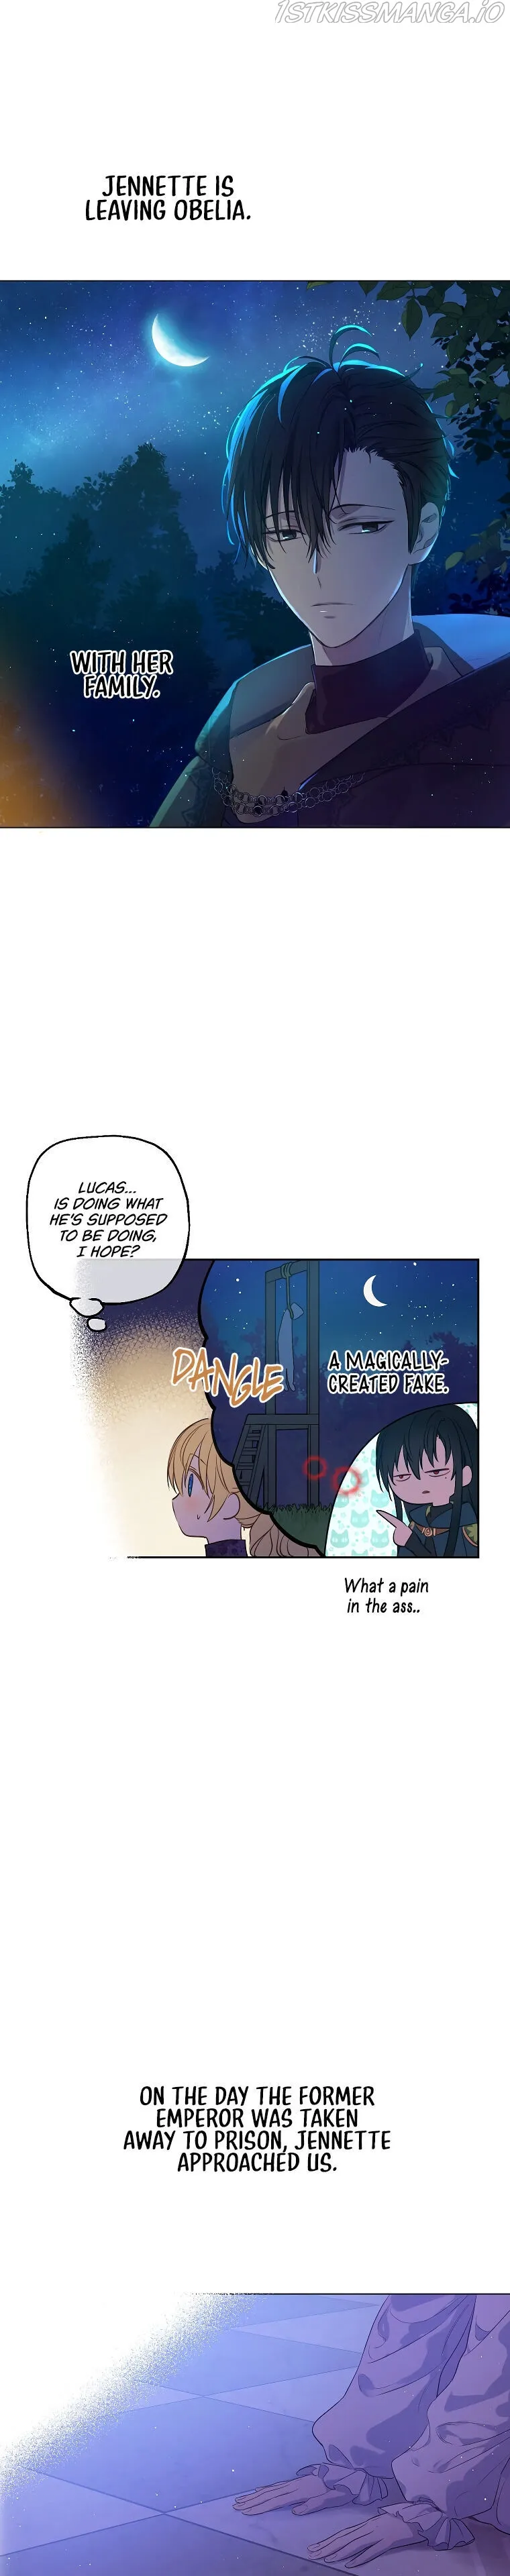 1STKISSMANGA.IO
JENNETTE IS
LEAVING OBELIA.
WITH HER
FAMILY.
LUCAS...
IS DOING WHAT
HE'S SUPPOSED
TO BE DOING,
I HOPE?
DANGLE
A MAGICALLY-
CREATED FAKE.
What a pain
in the ass..
ON THE DAY THE FORMER
EMPEROR WAS TAKEN
AWAY TO PRISON, JENNETTE
APPROACHED US.